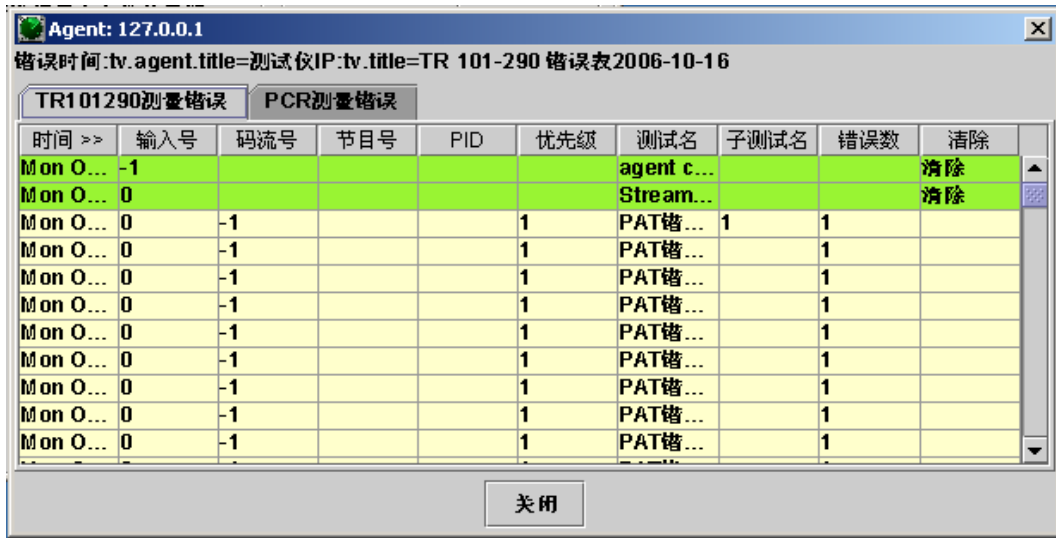 Agent: 127.0.0.1
错误时间:tv.agent.title=测试仪IP:tv.title=TR 101-290 错误表2006-10-16
TR101290测量错误 PCR测量错误
时间 >> 输入号 码流号 节目号 PID 优先级 测试名 子测试名 错误数 清除
Mon O... -1 agent c... 清除
Mon O... 0 Stream... 清除
Mon O... 0 -1 1 PAT错... 1 1
Mon O... 0 -1 1 PAT错... 1
Mon O... 0 -1 1 PAT错... 1
Mon O... 0 -1 1 PAT错... 1
Mon O... 0 -1 1 PAT错... 1
Mon O... 0 -1 1 PAT错... 1
Mon O... 0 -1 1 PAT错... 1
Mon O... 0 -1 1 PAT错... 1
Mon O... 0 -1 1 PAT错... 1
关闭